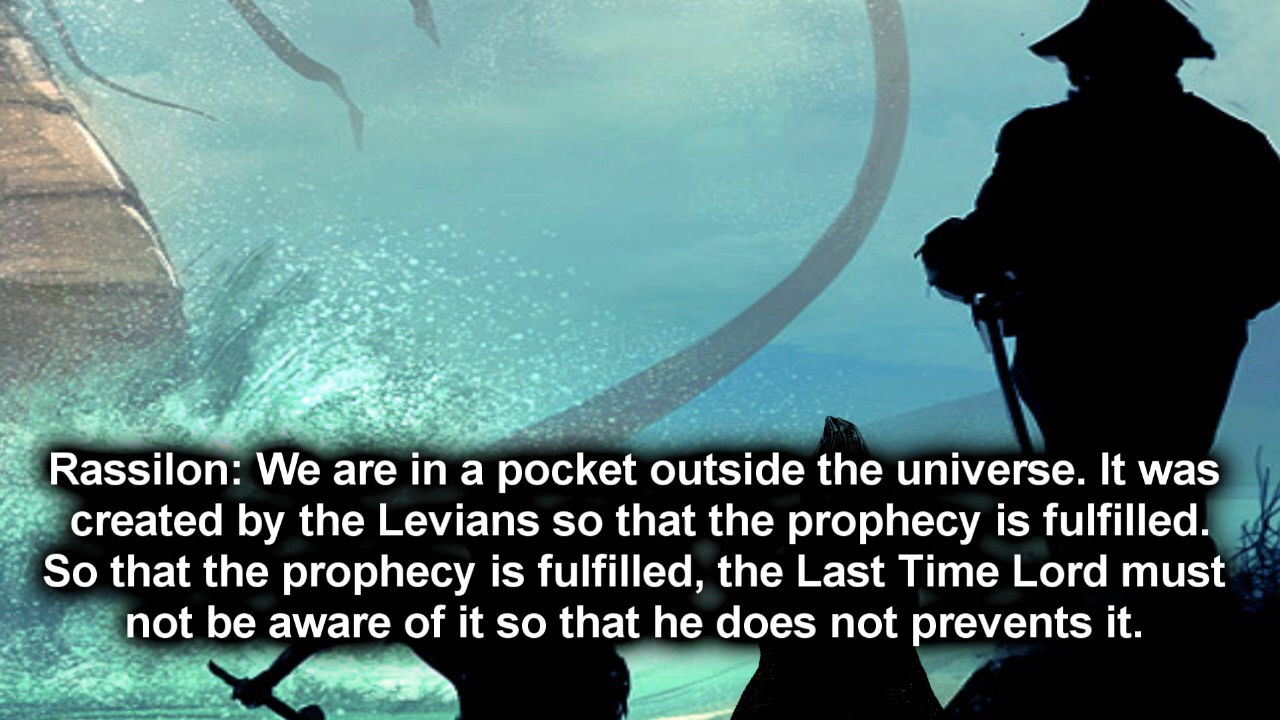 Rassilon: We are in a pocket outside the universe. It was
created by the Levians so that the prophecy is fulfilled.
So that the prophecy is fulfilled, the Last Time Lord must
not be aware of it so that he does not prevents it.